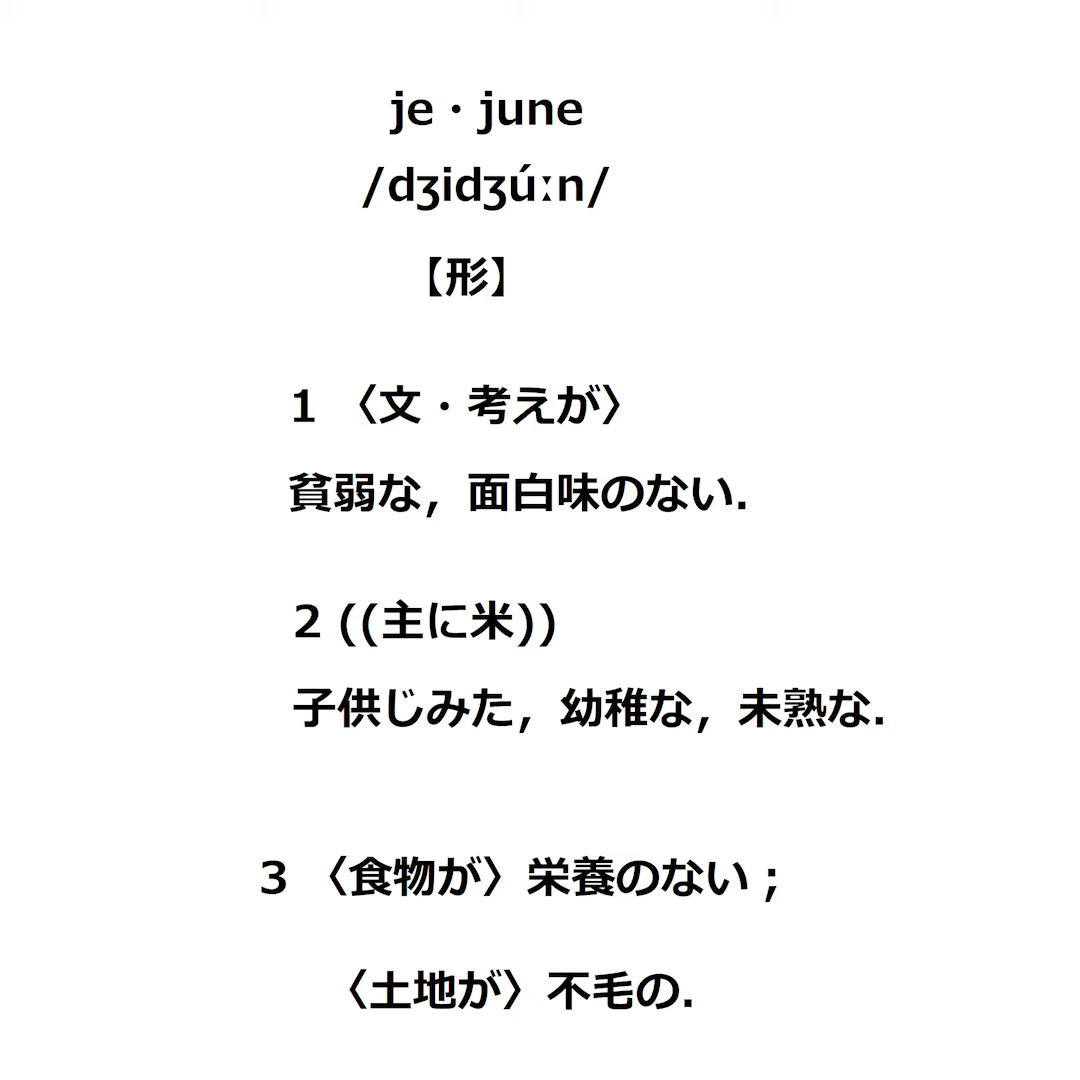 je・june
/dʒidʒúːn/
【形】
1 〈文・考えが〉
貧弱な，面白味のない.
2 ((主に米))
子供じみた，幼稚な，未熟な.
3 〈食物が〉栄養のない；
〈土地が〉不毛の.